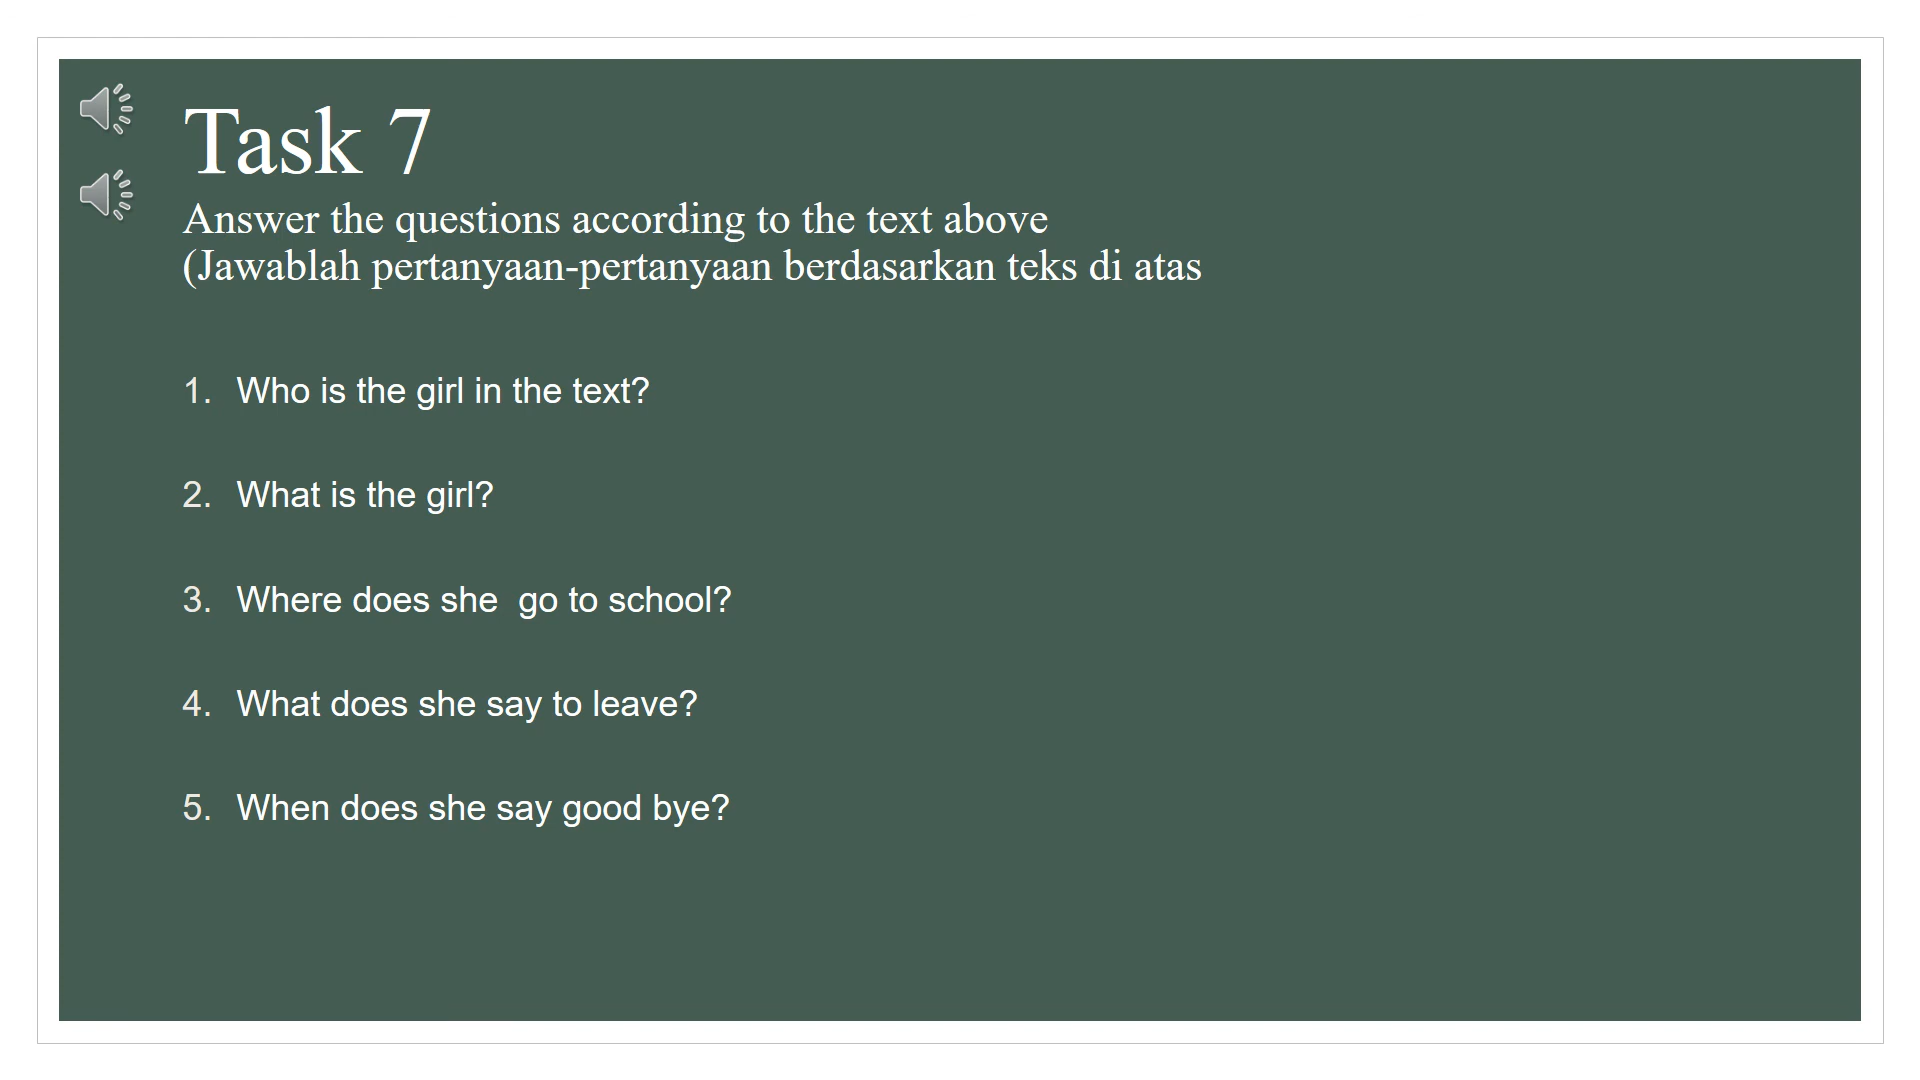 Task 7
Answer the questions according to the text above
(Jawablah pertanyaan-pertanyaan berdasarkan teks di atas
1. Who is the girl in the text?
2. What is the girl?
3. Where does she  go to school?
4. What does she say to leave?
5. When does she say good bye?